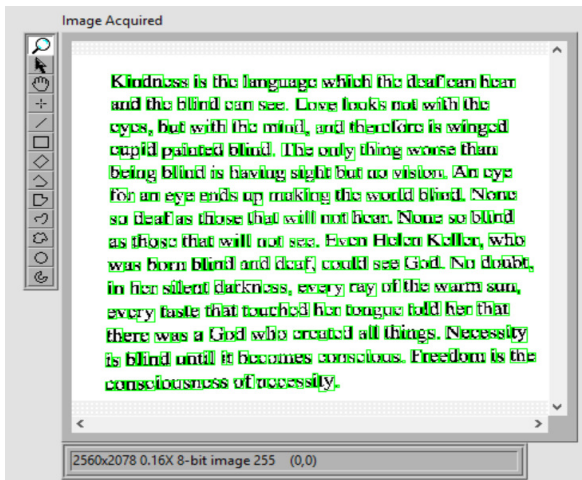 Image Acquired
Kindness is the language which the deaf can hear
and the blind can see. Love looks not with the
eyes, but with the mind, and therefore is winged
cupid painted blind. The only thing worse than
being blind is having sight but no vision. An eye
for an eye ends up making the world blind. None
so deaf as those that will not hear. None so blind
as those that will not see. Even Helen Keller, who
was born blind and deaf, could see God. No doubt,
in her silent darkness, every ray of the warm sun,
every taste that touched her tongue told her that
there was a God who created all things. Necessity
is blind until it becomes conscious. Freedom is the
consciousness of necessity.
2560x2078 0.16X 8-bit image 255 (0,0)